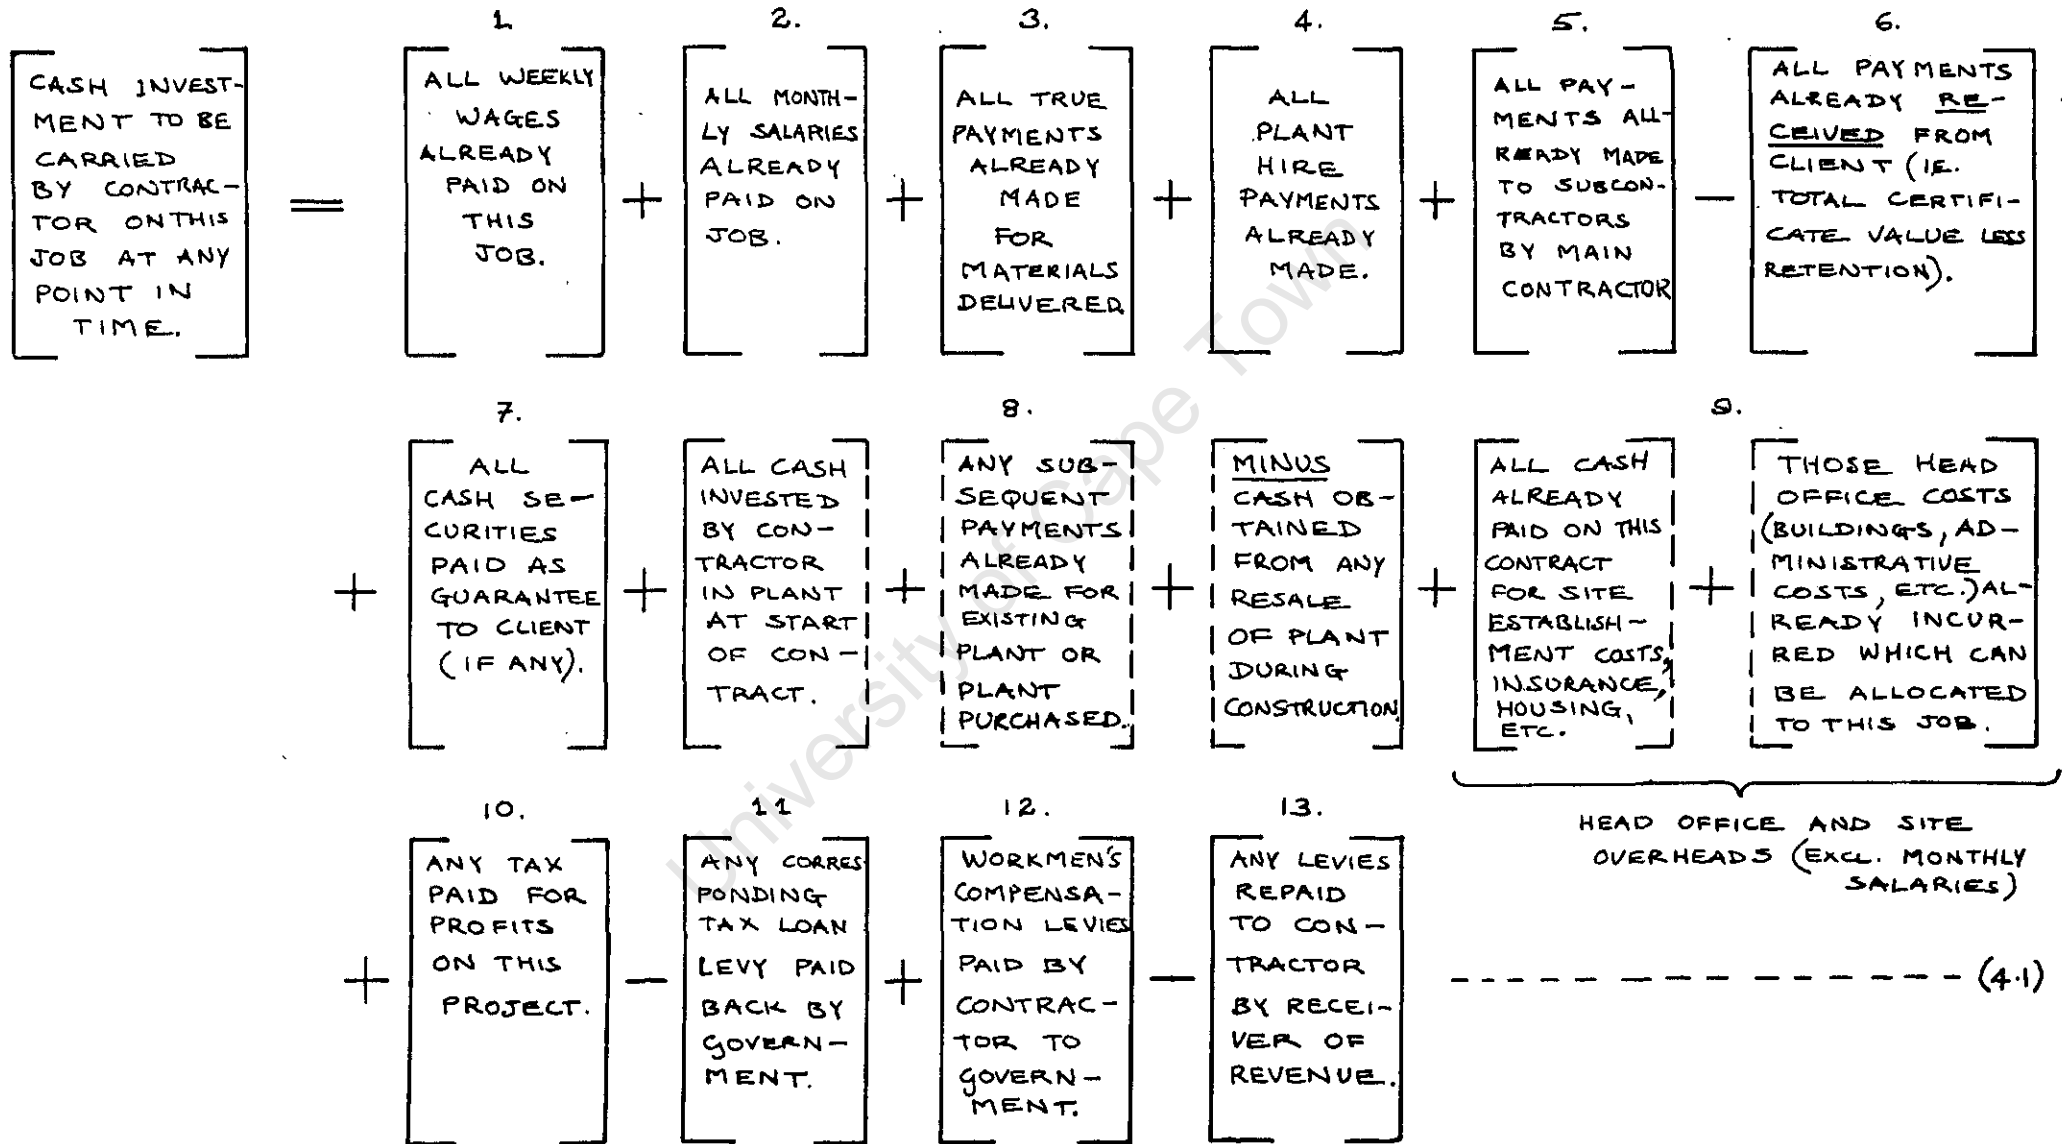 1
2.
3.
4.
5.
6.
CASH INVEST-
MENT TO BE
CARRIED
BY CONTRAC-
TOR ON THIS
JOB AT ANY
POINT IN
TIME.
=
ALL WEEKLY
WAGES
ALREADY
PAID ON
THIS
JOB.
+
ALL MONTH-
LY SALARIES
ALREADY
PAID ON
JOB.
+
ALL TRUE
PAYMENTS
ALREADY
MADE
FOR
MATERIALS
DELIVERED.
+
ALL
PLANT
HIRE
PAYMENTS
ALREADY
MADE.
+
ALL PAY-
MENTS ALL-
READY MADE
TO SUBCON-
TRACTORS
BY MAIN
CONTRACTOR
−
ALL PAYMENTS
ALREADY RE-
CEIVED FROM
CLIENT (IE.
TOTAL CERTIFI-
CATE VALUE LESS
RETENTION).
7.
8.
9.
+
ALL
CASH SE-
CURITIES
PAID AS
GUARANTEE
TO CLIENT
(IF ANY).
+
ALL CASH
INVESTED
BY CON-
TRACTOR
IN PLANT
AT START
OF CON-
TRACT.
+
ANY SUB-
SEQUENT
PAYMENTS
ALREADY
MADE FOR
EXISTING
PLANT OR
PLANT
PURCHASED.
+
MINUS
CASH OB-
TAINED
FROM ANY
RESALE
OF PLANT
DURING
CONSTRUCTION.
+
ALL CASH
ALREADY
PAID ON THIS
CONTRACT
FOR SITE
ESTABLISH-
MENT COSTS,
INSURANCE,
HOUSING,
ETC.
+
THOSE HEAD
OFFICE COSTS
(BUILDINGS, AD-
MINISTRATIVE
COSTS, ETC.) AL-
READY INCUR-
RED WHICH CAN
BE ALLOCATED
TO THIS JOB.
HEAD OFFICE AND SITE
OVERHEADS (EXCL. MONTHLY
SALARIES)
10.
11
12.
13.
+
ANY TAX
PAID FOR
PROFITS
ON THIS
PROJECT.
−
ANY CORRES
PONDING
TAX LOAN
LEVY PAID
BACK BY
GOVERN-
MENT.
+
WORKMEN'S
COMPENSA-
TION LEVIES
PAID BY
CONTRAC-
TOR TO
GOVERN-
MENT.
−
ANY LEVIES
REPAID
TO CON-
TRACTOR
BY RECEI-
VER OF
REVENUE.
- - - - - - - - - - - - (4.1)
University of Cape Town